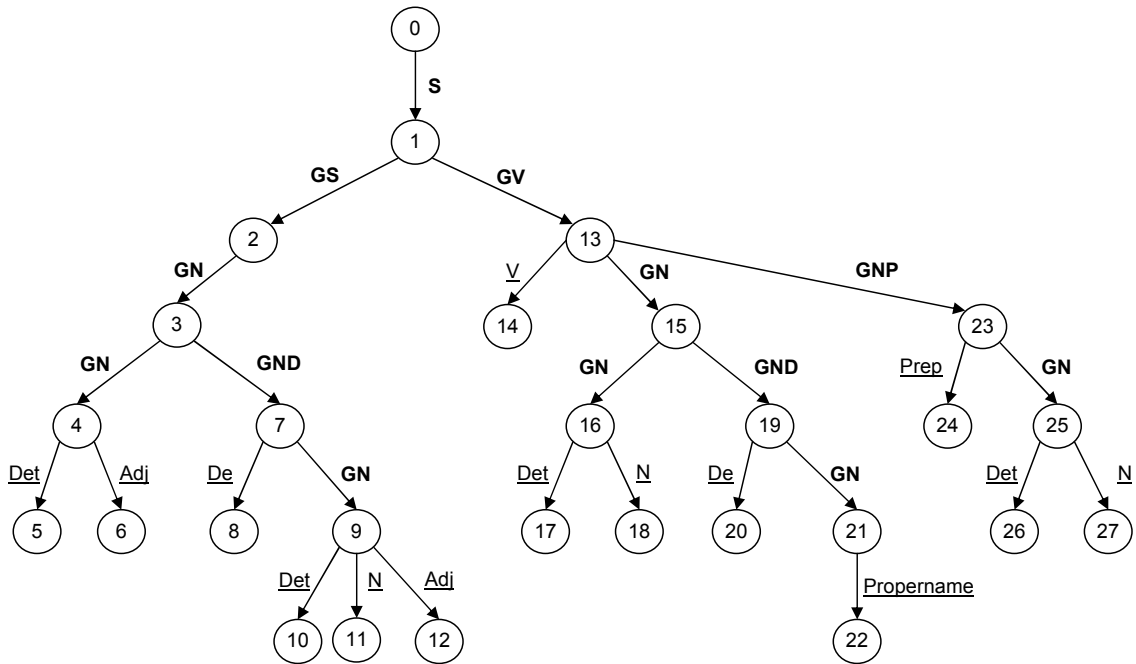 0
S
1
GS GV
2 13
GN V GN GNP
3 14 15 23
GN GND GN GND Prep GN
4 7 16 19 24 25
Det Adj De GN Det N De GN Det N
5 6 8 9 17 18 20 21 26 27
Det N Adj Propername
10 11 12 22